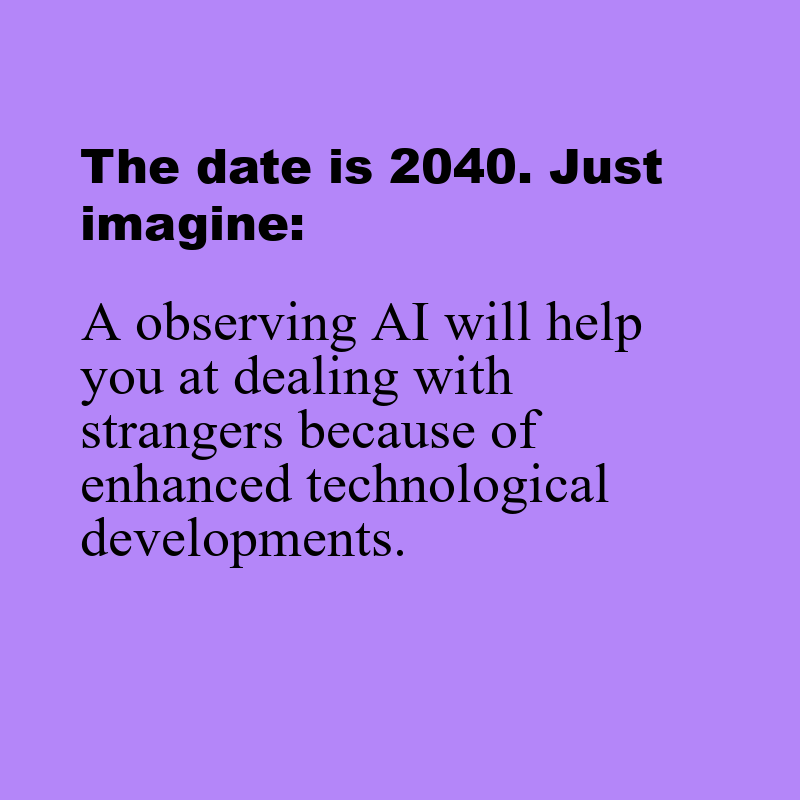 The date is 2040. Just
imagine:
A observing AI will help
you at dealing with
strangers because of
enhanced technological
developments.